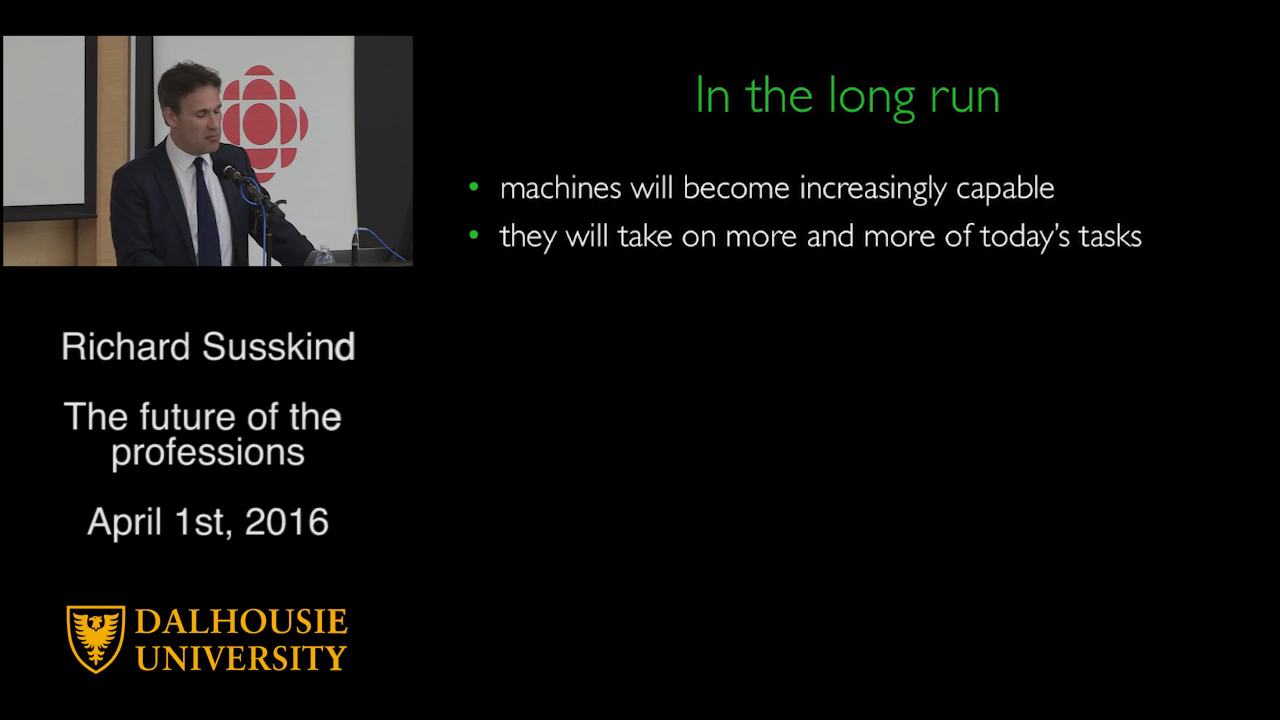 In the long run
• machines will become increasingly capable
• they will take on more and more of today's tasks
Richard Susskind
The future of the
professions
April 1st, 2016
DALHOUSIE
UNIVERSITY